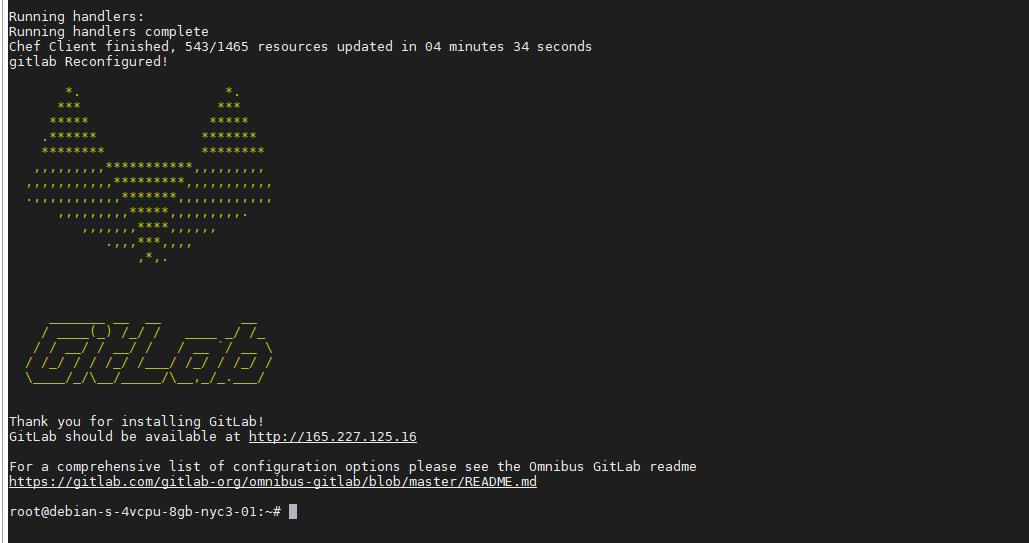 Running handlers:
Running handlers complete
Chef Client finished, 543/1465 resources updated in 04 minutes 34 seconds
gitlab Reconfigured!

       *.                  *.
      ***                 ***
     *****               *****
    .******             *******
    ********            ********
   ,,,,,,,,,***********,,,,,,,,,
  ,,,,,,,,,,,*********,,,,,,,,,,,
  .,,,,,,,,,,,*******,,,,,,,,,,,,
      ,,,,,,,,,*****,,,,,,,,,.
         ,,,,,,,****,,,,,,
            .,,,***,,,,
                ,*,.

     _______ __  __          __
    / ____(_) /_/ /   ____ _/ /_
   / / __/ / __/ /   / __ `/ __ \
  / /_/ / / /_/ /___/ /_/ / /_/ /
  \____/_/\__/_____/\__,_/_.___/

Thank you for installing GitLab!
GitLab should be available at http://165.227.125.16

For a comprehensive list of configuration options please see the Omnibus GitLab readme
https://gitlab.com/gitlab-org/omnibus-gitlab/blob/master/README.md

root@debian-s-4vcpu-8gb-nyc3-01:~#